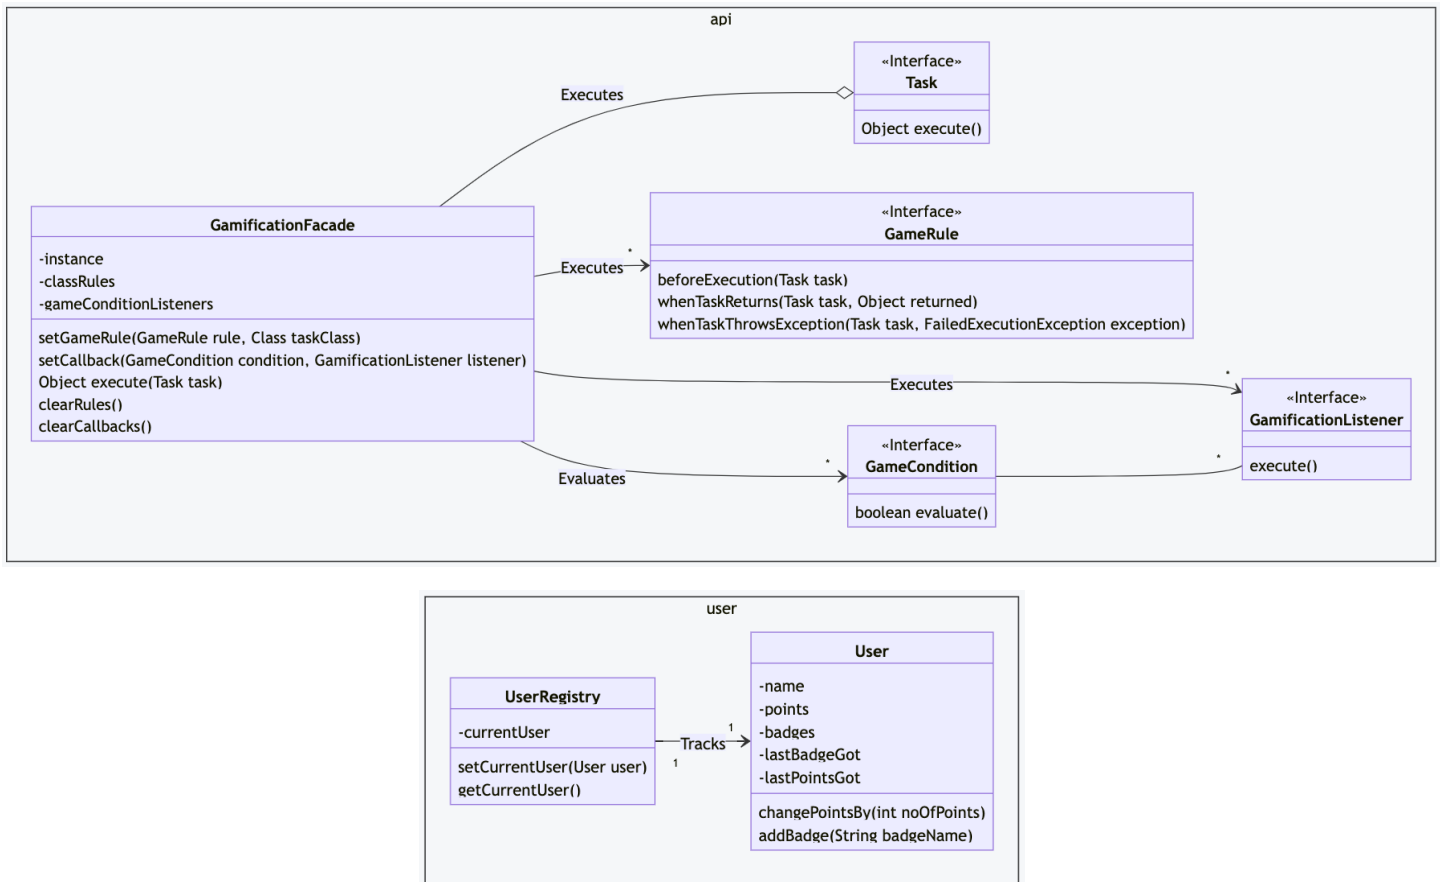 api
«Interface»
Task
Object execute()
Executes
GamificationFacade
-instance
-classRules
-gameConditionListeners
setGameRule(GameRule rule, Class taskClass)
setCallback(GameCondition condition, GamificationListener listener)
Object execute(Task task)
clearRules()
clearCallbacks()
Executes
*
«Interface»
GameRule
beforeExecution(Task task)
whenTaskReturns(Task task, Object returned)
whenTaskThrowsException(Task task, FailedExecutionException exception)
Executes
*
«Interface»
GamificationListener
execute()
Evaluates
*
«Interface»
GameCondition
boolean evaluate()
*
user
UserRegistry
-currentUser
setCurrentUser(User user)
getCurrentUser()
Tracks
1
1
User
-name
-points
-badges
-lastBadgeGot
-lastPointsGot
changePointsBy(int noOfPoints)
addBadge(String badgeName)